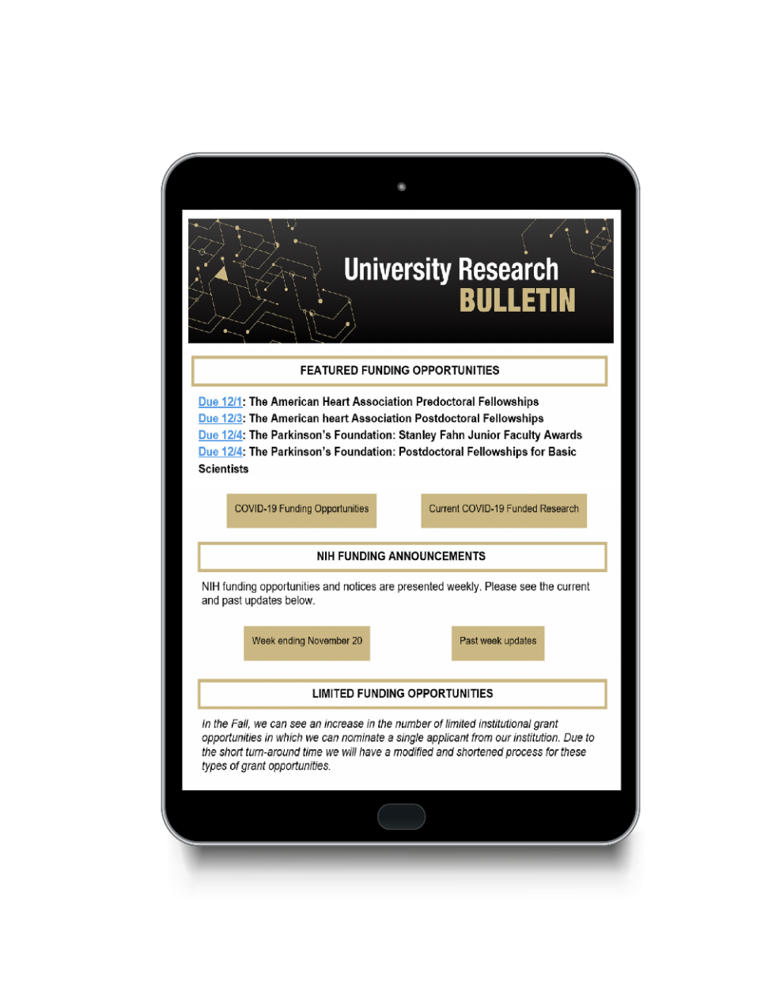 University Research
BULLETIN
FEATURED FUNDING OPPORTUNITIES
Due 12/1: The American Heart Association Predoctoral Fellowships
Due 12/3: The American heart Association Postdoctoral Fellowships
Due 12/4: The Parkinson's Foundation: Stanley Fahn Junior Faculty Awards
Due 12/4: The Parkinson's Foundation: Postdoctoral Fellowships for Basic
Scientists
COVID-19 Funding Opportunities
Current COVID-19 Funded Research
NIH FUNDING ANNOUNCEMENTS
NIH funding opportunities and notices are presented weekly. Please see the current
and past updates below.
Week ending November 20
Past week updates
LIMITED FUNDING OPPORTUNITIES
In the Fall, we can see an increase in the number of limited institutional grant
opportunities in which we can nominate a single applicant from our institution. Due to
the short turn-around time we will have a modified and shortened process for these
types of grant opportunities.